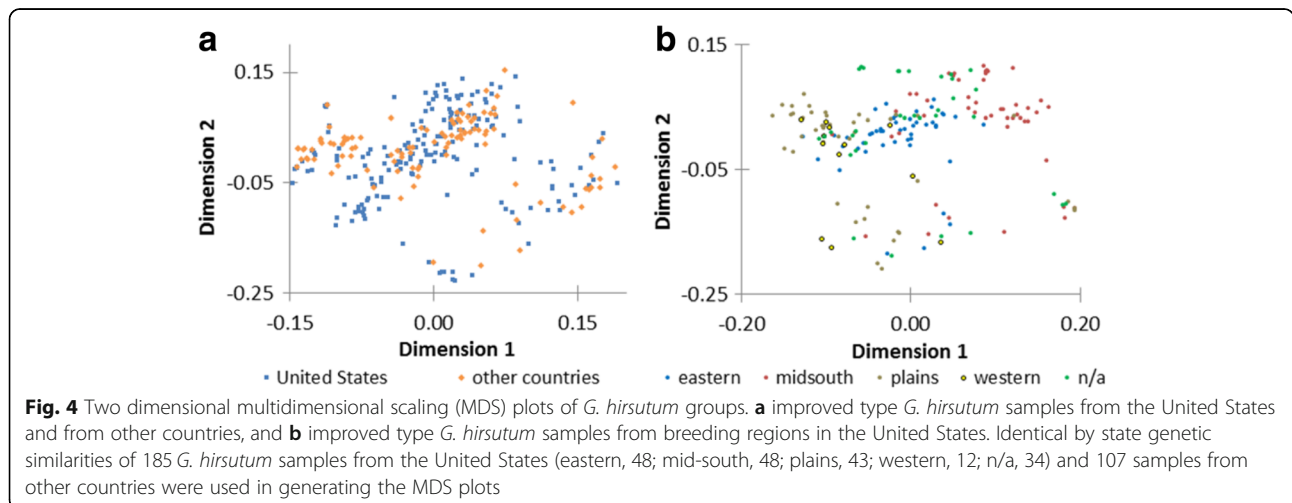 a
b
0.15
-0.05
-0.25
Dimension 2
-0.15 0.00 0.15
Dimension 1
United States other countries
0.15
-0.05
-0.25
Dimension 2
-0.20 0.00 0.20
Dimension 1
eastern midsouth plains western n/a
Fig. 4 Two dimensional multidimensional scaling (MDS) plots of G. hirsutum groups. a improved type G. hirsutum samples from the United States
and from other countries, and b improved type G. hirsutum samples from breeding regions in the United States. Identical by state genetic
similarities of 185 G. hirsutum samples from the United States (eastern, 48; mid-south, 48; plains, 43; western, 12; n/a, 34) and 107 samples from
other countries were used in generating the MDS plots